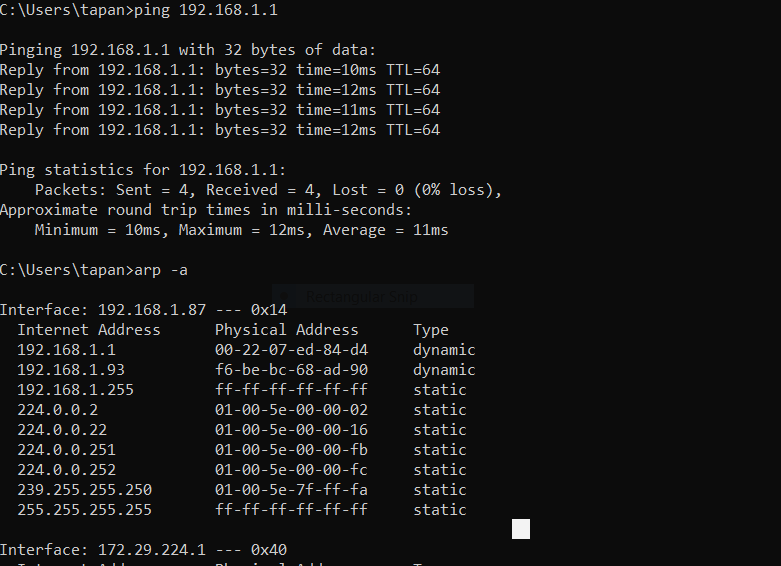 C:\Users\tapan>ping 192.168.1.1
Pinging 192.168.1.1 with 32 bytes of data:
Reply from 192.168.1.1: bytes=32 time=10ms TTL=64
Reply from 192.168.1.1: bytes=32 time=12ms TTL=64
Reply from 192.168.1.1: bytes=32 time=11ms TTL=64
Reply from 192.168.1.1: bytes=32 time=12ms TTL=64
Ping statistics for 192.168.1.1:
    Packets: Sent = 4, Received = 4, Lost = 0 (0% loss),
Approximate round trip times in milli-seconds:
    Minimum = 10ms, Maximum = 12ms, Average = 11ms
C:\Users\tapan>arp -a
Rectangular Snip
Interface: 192.168.1.87 --- 0x14
  Internet Address      Physical Address      Type
  192.168.1.1           00-22-07-ed-84-d4     dynamic
  192.168.1.93          f6-be-bc-68-ad-90     dynamic
  192.168.1.255         ff-ff-ff-ff-ff-ff     static
  224.0.0.2             01-00-5e-00-00-02     static
  224.0.0.22            01-00-5e-00-00-16     static
  224.0.0.251           01-00-5e-00-00-fb     static
  224.0.0.252           01-00-5e-00-00-fc     static
  239.255.255.250       01-00-5e-7f-ff-fa     static
  255.255.255.255       ff-ff-ff-ff-ff-ff     static
Interface: 172.29.224.1 --- 0x40